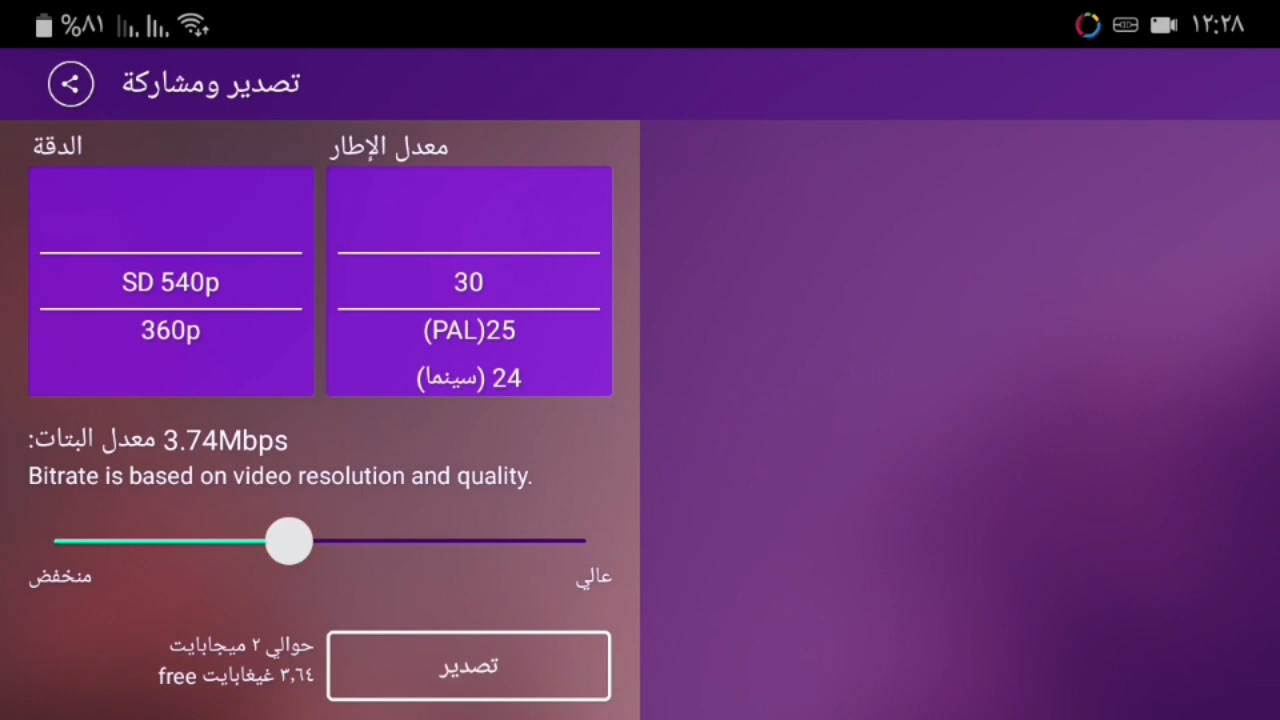 %٨١
١٢:٢٨
تصدير ومشاركة
الدقة
معدل الإطار
SD 540p
360p
30
(PAL)25
24 (سينما)
معدل البتات: 3.74Mbps
Bitrate is based on video resolution and quality.
منخفض
عالي
حوالي ٢ ميجابايت
٣,٦٤ غيغابايت free
تصدير